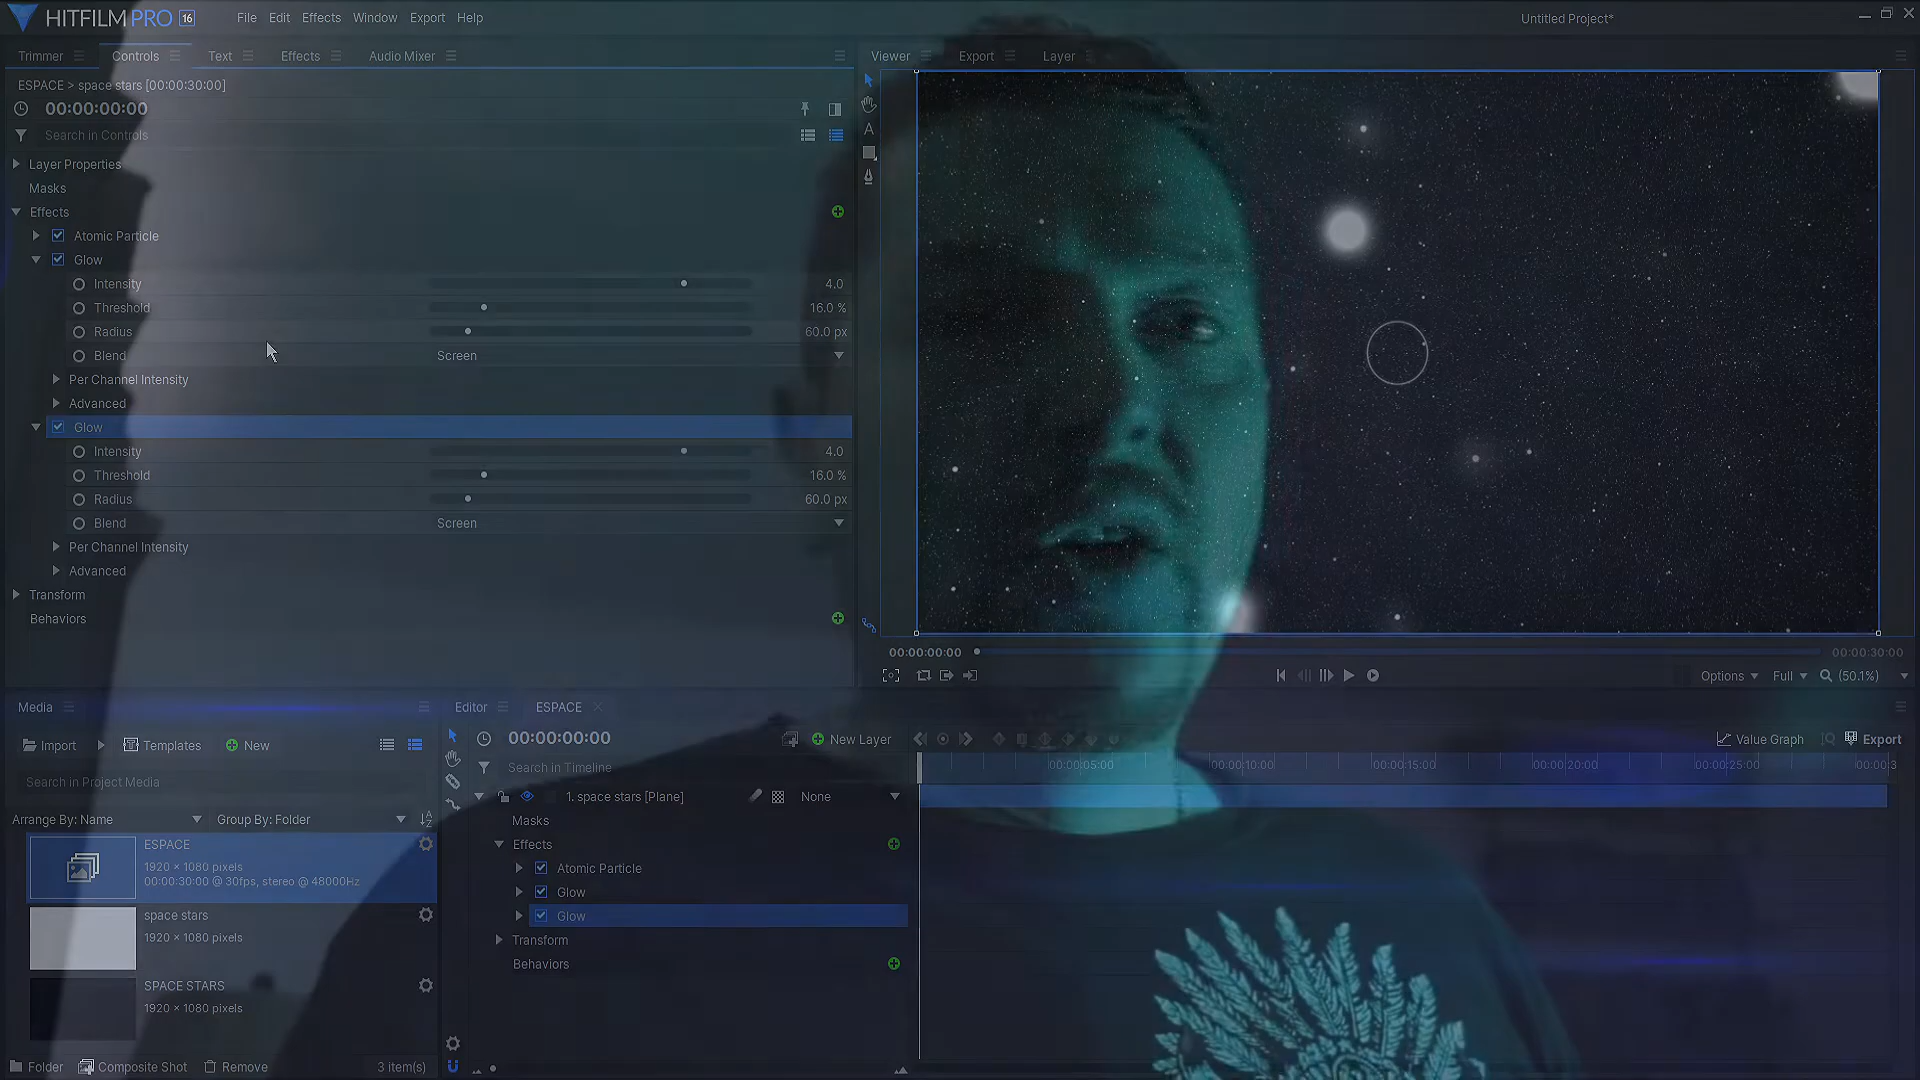 HITFILM PRO 16
File Edit Effects Window Export Help
Untitled Project*
Trimmer Controls Text Effects Audio Mixer
ESPACE > space stars [00:00:30:00]
00:00:00:00
Search in Controls
Layer Properties
Masks
Effects
Atomic Particle
Glow
Intensity 4.0
Threshold 16.0 %
Radius 60.0 px
Blend Screen
Per Channel Intensity
Advanced
Glow
Intensity 4.0
Threshold 16.0 %
Radius 60.0 px
Blend Screen
Per Channel Intensity
Advanced
Transform
Behaviors
Viewer Export Layer
A
00:00:00:00 00:00:30:00
Options Full (50.1%)
Media
Import Templates New
Search in Project Media
Arrange By: Name Group By: Folder
ESPACE
1920 × 1080 pixels
00:00:30:00 @ 30fps, stereo @ 48000Hz
space stars
1920 × 1080 pixels
SPACE STARS
1920 × 1080 pixels
Folder Composite Shot Remove 3 item(s)
Editor ESPACE
00:00:00:00 New Layer Value Graph Export
Search in Timeline 00:00:05:00 00:00:10:00 00:00:15:00 00:00:20:00 00:00:25:00 00:00:3
1. space stars [Plane] None
Masks
Effects
Atomic Particle
Glow
Glow
Transform
Behaviors